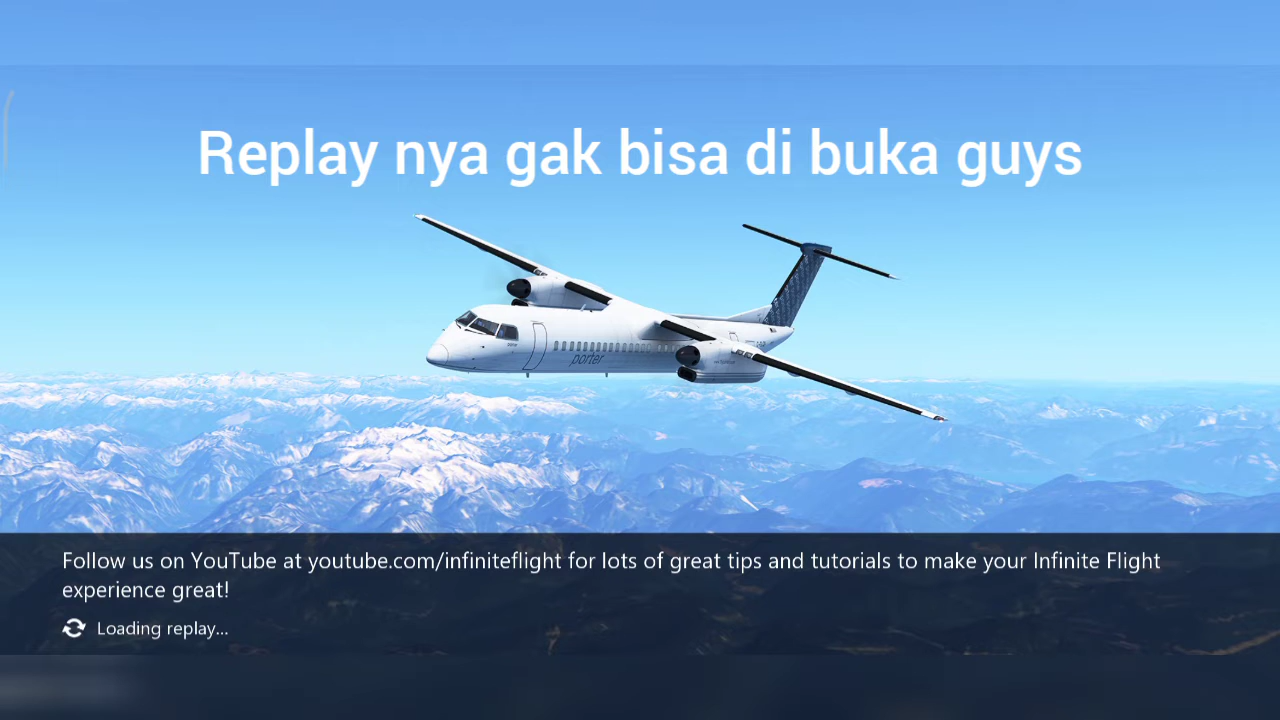 Replay nya gak bisa di buka guys
porter
Follow us on YouTube at youtube.com/infiniteflight for lots of great tips and tutorials to make your Infinite Flight
experience great!
Loading replay...